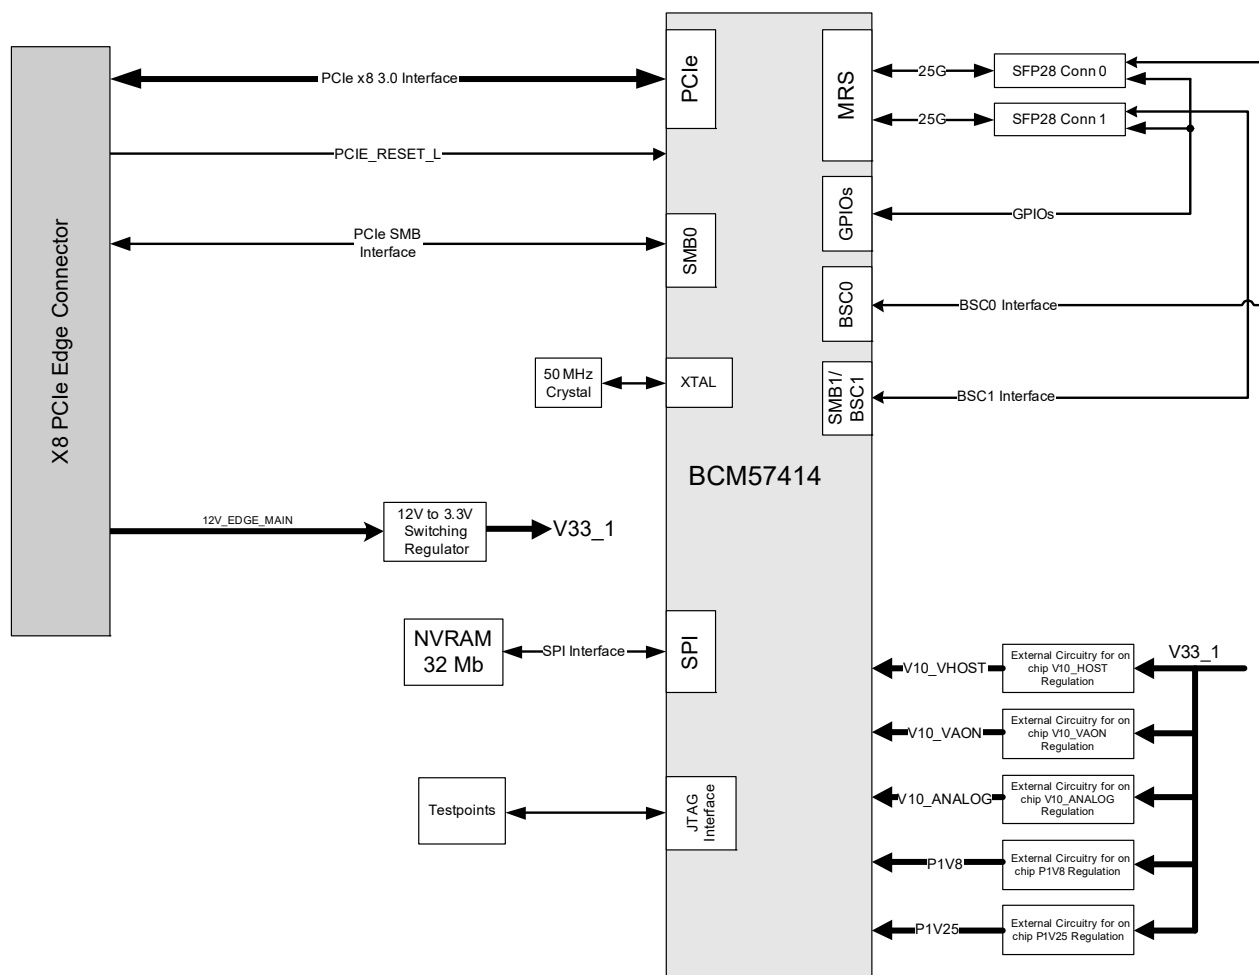 X8 PCIe Edge Connector
PCIe x8 3.0 Interface
PCIE_RESET_L
PCIe SMB
Interface
50 MHz
Crystal
12V_EDGE_MAIN
12V to 3.3V
Switching
Regulator
V33_1
NVRAM
32 Mb
SPI Interface
Testpoints
PCIe
SMB0
XTAL
SPI
JTAG
Interface
BCM57414
MRS
GPIOs
BSC0
SMB1/
BSC1
25G
SFP28 Conn 0
25G
SFP28 Conn 1
GPIOs
BSC0 Interface
BSC1 Interface
V33_1
V10_VHOST
External Circuitry for on
chip V10_HOST
Regulation
V10_VAON
External Circuitry for on
chip V10_VAON
Regulation
V10_ANALOG
External Circuitry for on
chip V10_ANALOG
Regulation
P1V8
External Circuitry for on
chip P1V8 Regulation
P1V25
External Circuitry for on
chip P1V25 Regulation